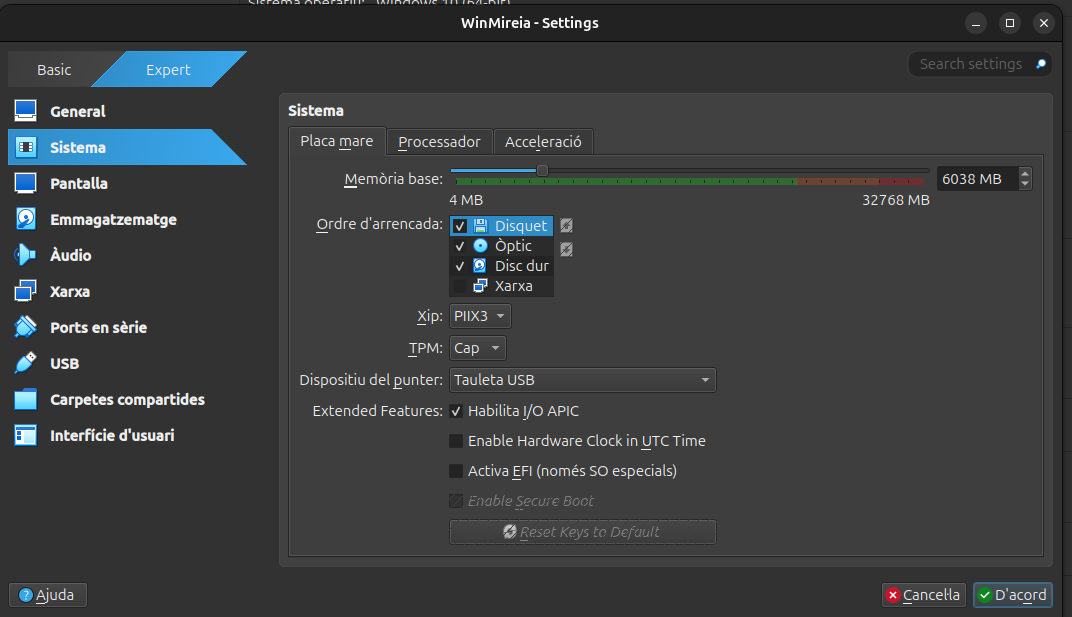 Sistema operatiu: Windows 10 (64-bit)
WinMireia - Settings
Basic
Expert
Search settings
General
Sistema
Pantalla
Emmagatzematge
Àudio
Xarxa
Ports en sèrie
USB
Carpetes compartides
Interfície d'usuari
Sistema
Placa mare
Processador
Acceleració
Memòria base:
6038 MB
4 MB
32768 MB
Ordre d'arrencada:
Disquet
Òptic
Disc dur
Xarxa
Xip:
PIIX3
TPM:
Cap
Dispositiu del punter:
Tauleta USB
Extended Features:
Habilita I/O APIC
Enable Hardware Clock in UTC Time
Activa EFI (només SO especials)
Enable Secure Boot
Reset Keys to Default
Ajuda
Cancel·la
D'acord